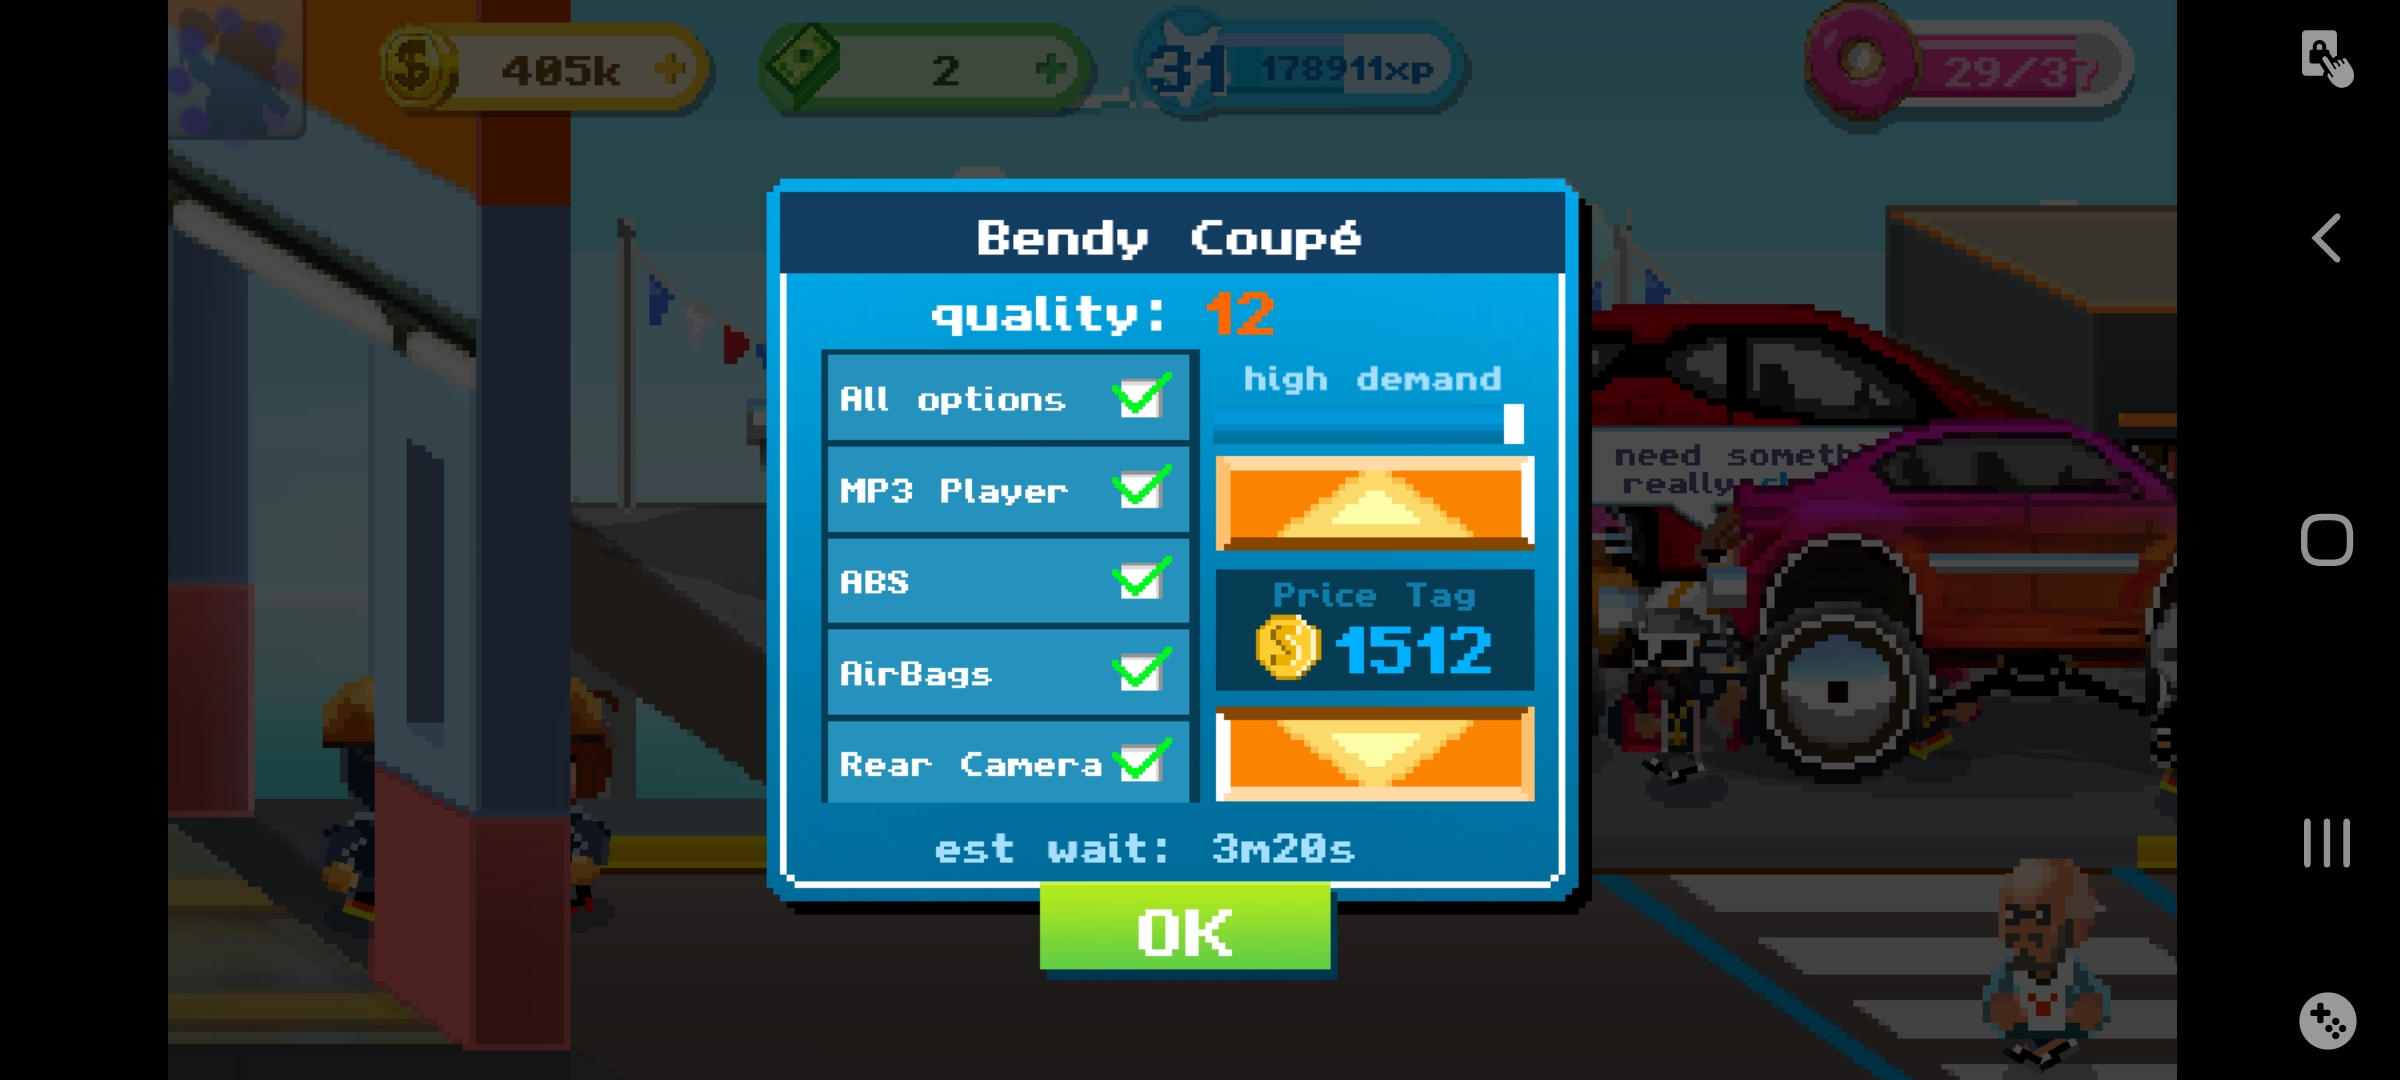 405k
2
31 178911xp
29/37
Bendy Coupé
quality: 12
All options
high demand
MP3 Player
ABS
AirBags
Rear Camera
Price Tag
1512
est wait: 3m20s
OK
need
really